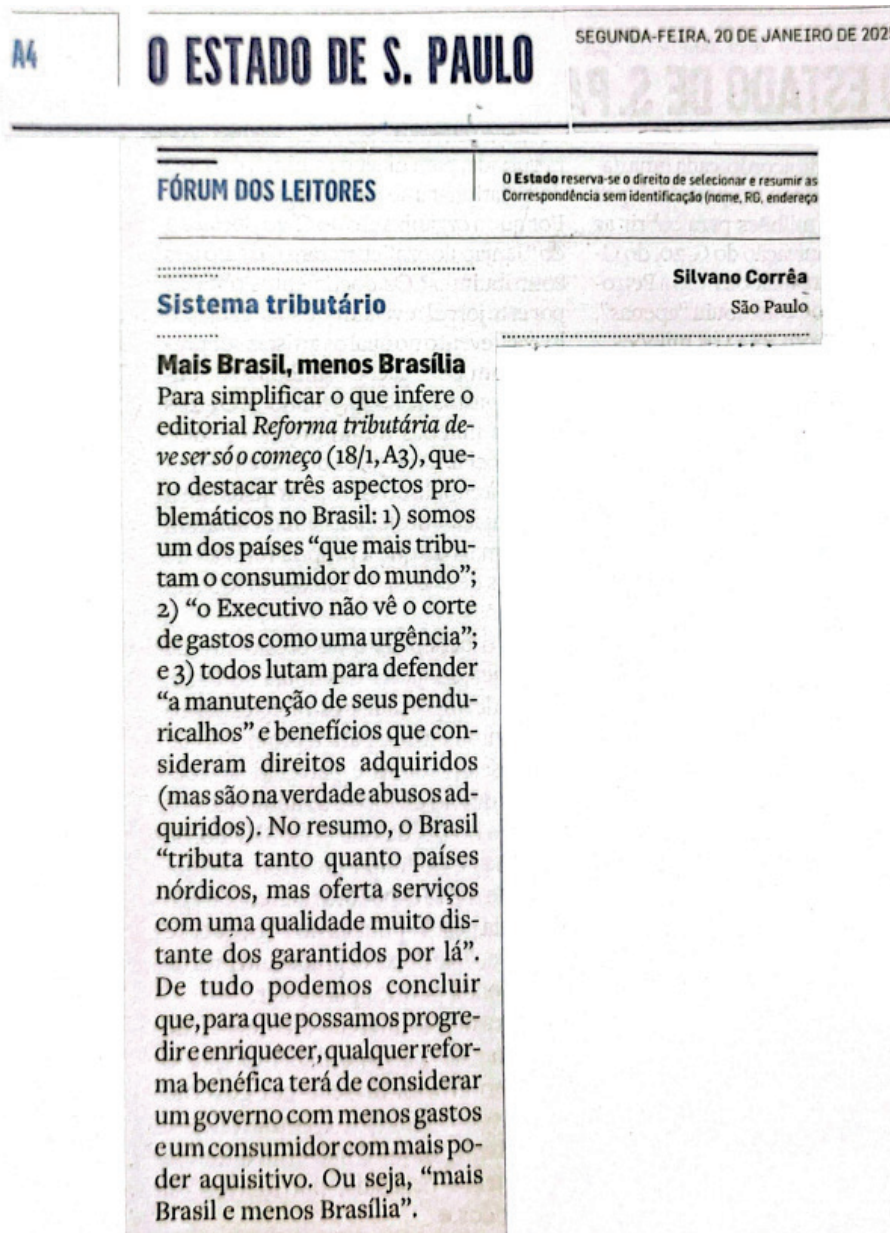 A4
O ESTADO DE S. PAULO
SEGUNDA-FEIRA, 20 DE JANEIRO DE 202
FÓRUM DOS LEITORES
O Estado reserva-se o direito de selecionar e resumir as
Correspondência sem identificação (nome, RG, endereço
Sistema tributário
Silvano Corrêa
São Paulo
Mais Brasil, menos Brasília
Para simplificar o que infere o
editorial Reforma tributária de-
ve ser só o começo (18/1, A3), que-
ro destacar três aspectos pro-
blemáticos no Brasil: 1) somos
um dos países “que mais tribu-
tam o consumidor do mundo”;
2) “o Executivo não vê o corte
de gastos como uma urgência”;
e 3) todos lutam para defender
“a manutenção de seus pendu-
ricalhos” e benefícios que con-
sideram direitos adquiridos
(mas são na verdade abusos ad-
quiridos). No resumo, o Brasil
“tributa tanto quanto países
nórdicos, mas oferta serviços
com uma qualidade muito dis-
tante dos garantidos por lá”.
De tudo podemos concluir
que, para que possamos progre-
dir e enriquecer, qualquer refor-
ma benéfica terá de considerar
um governo com menos gastos
e um consumidor com mais po-
der aquisitivo. Ou seja, “mais
Brasil e menos Brasília”.